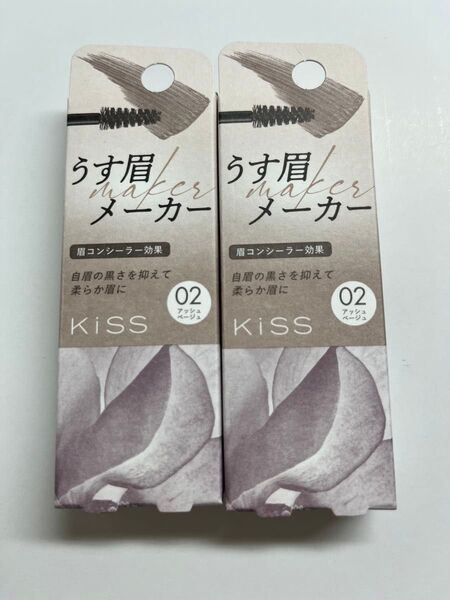 うす眉
maker
メーカー
眉コンシーラー効果
自眉の黒さを抑えて
柔らか眉に
02
アッシュ
ベージュ
KiSS
うす眉
maker
メーカー
眉コンシーラー効果
自眉の黒さを抑えて
柔らか眉に
02
アッシュ
ベージュ
KiSS